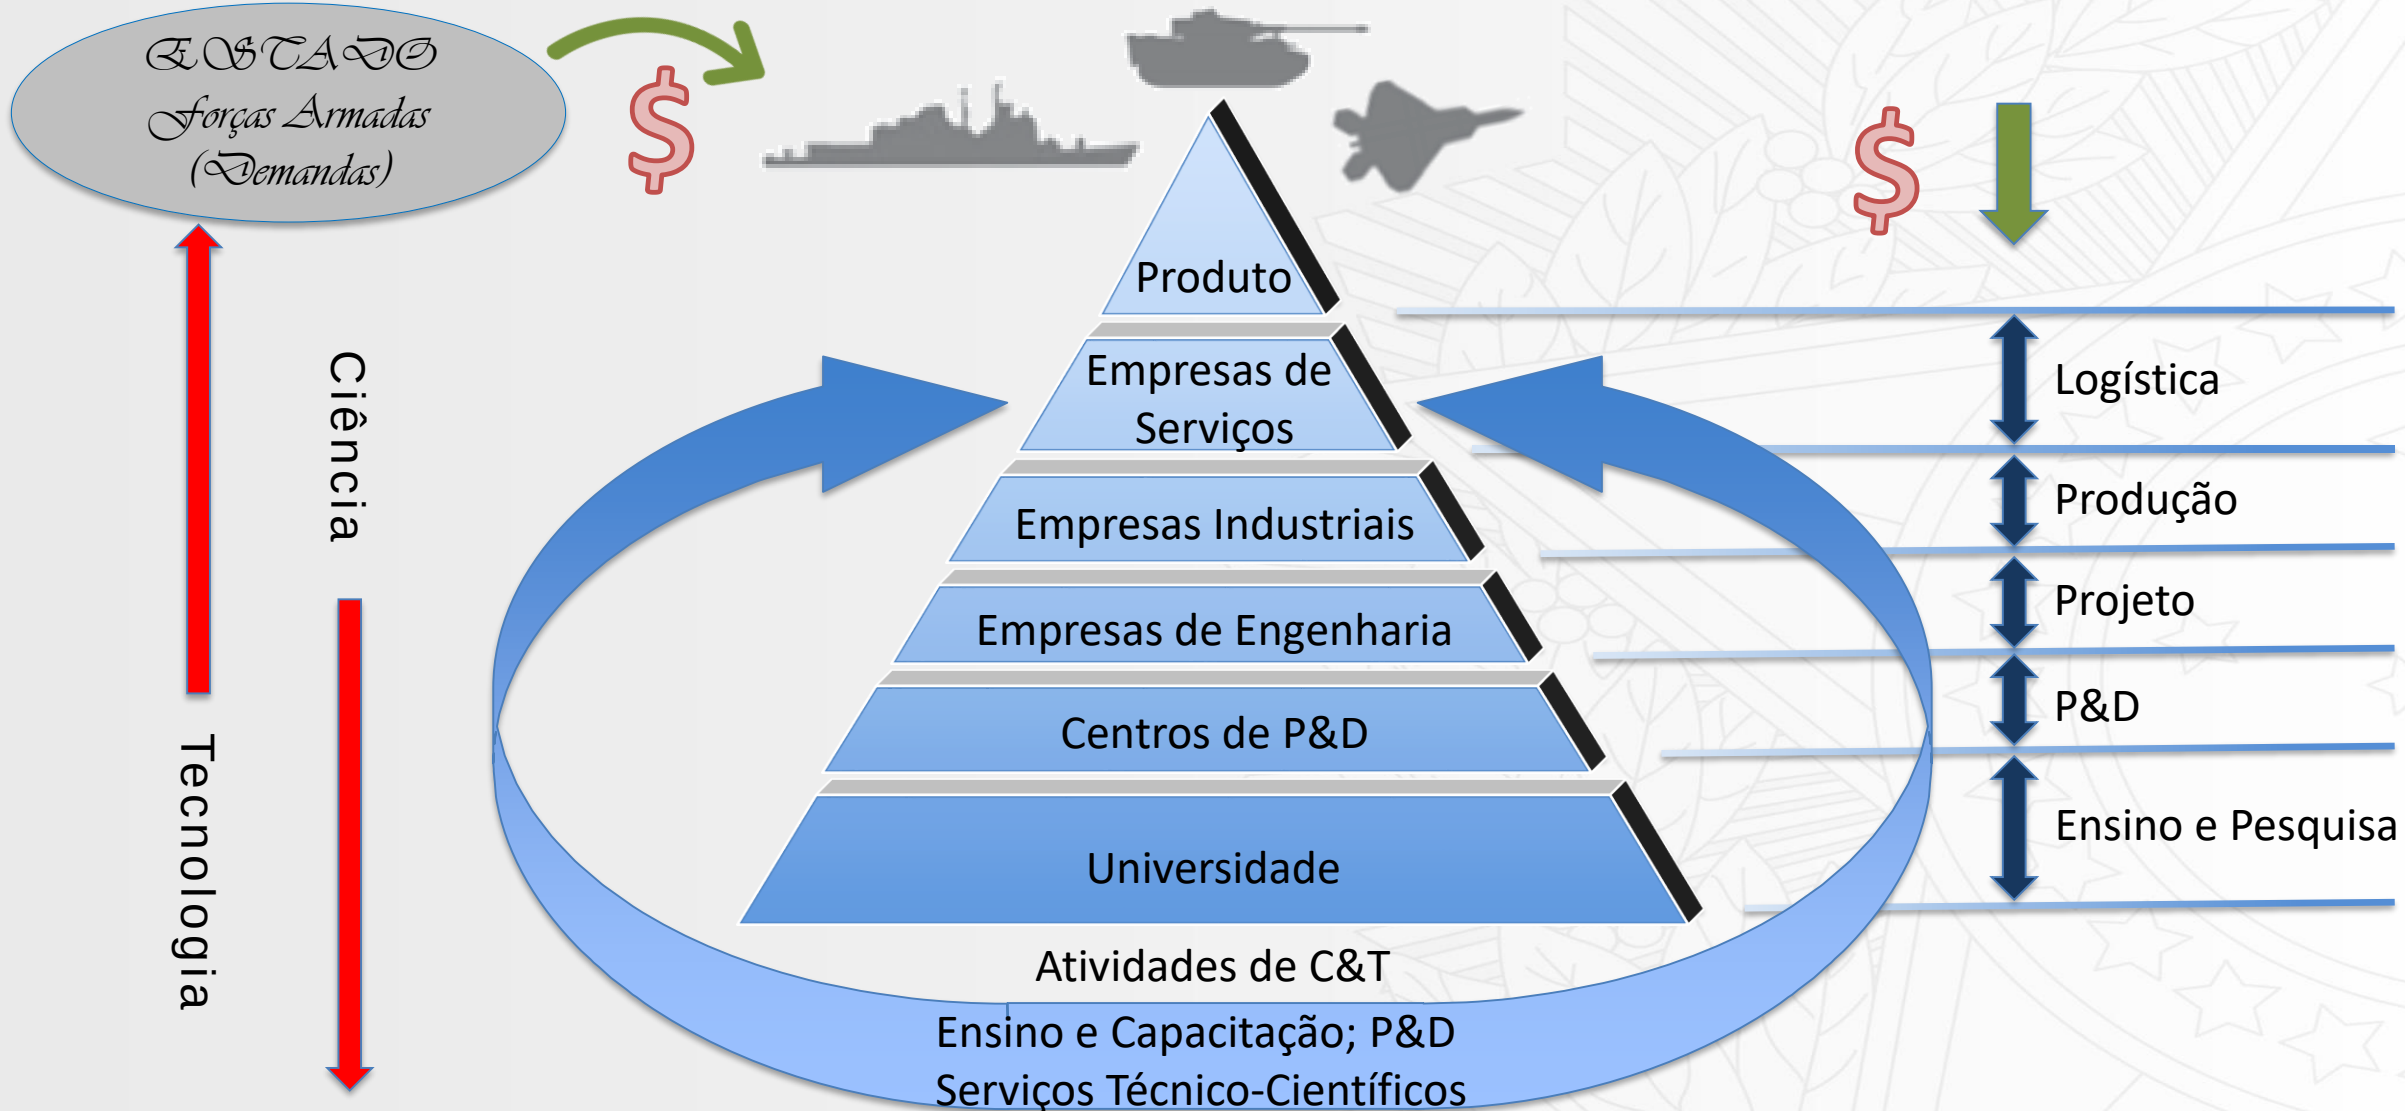 ESTADO
Forças Armadas
(Demandas)
$
$
Produto
Empresas de
Serviços
Empresas Industriais
Empresas de Engenharia
Centros de P&D
Universidade
Atividades de C&T
Ensino e Capacitação; P&D
Serviços Técnico-Científicos
Ciência
Tecnologia
Logística
Produção
Projeto
P&D
Ensino e Pesquisa